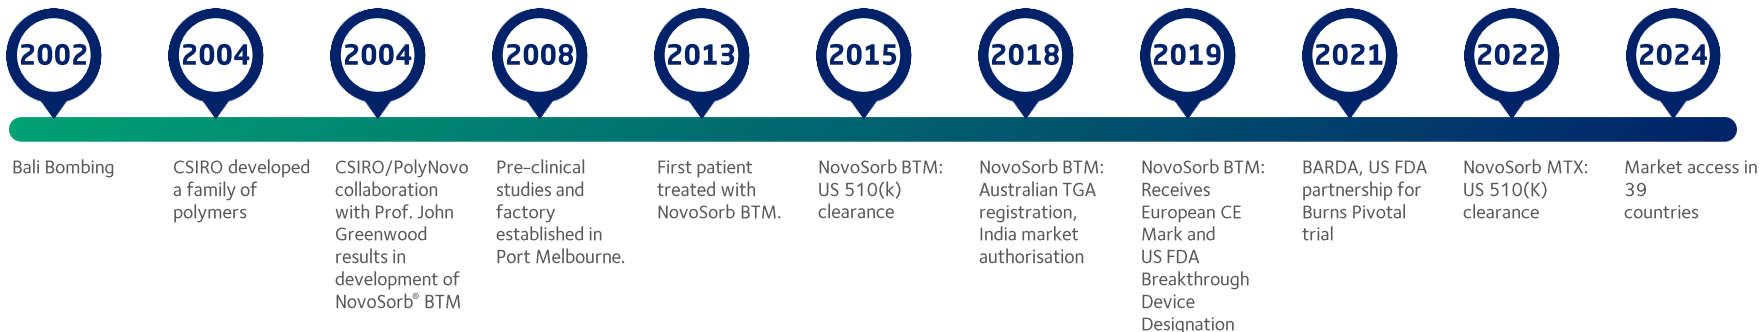 2002
Bali Bombing
2004
CSIRO developed
a family of
polymers
2004
CSIRO/PolyNovo
collaboration
with Prof. John
Greenwood
results in
development of
NovoSorb® BTM
2008
Pre-clinical
studies and
factory
established in
Port Melbourne.
2013
First patient
treated with
NovoSorb BTM.
2015
NovoSorb BTM:
US 510(k)
clearance
2018
NovoSorb BTM:
Australian TGA
registration,
India market
authorisation
2019
NovoSorb BTM:
Receives
European CE
Mark and
US FDA
Breakthrough
Device
Designation
2021
BARDA, US FDA
partnership for
Burns Pivotal
trial
2022
NovoSorb MTX:
US 510(K)
clearance
2024
Market access in
39
countries